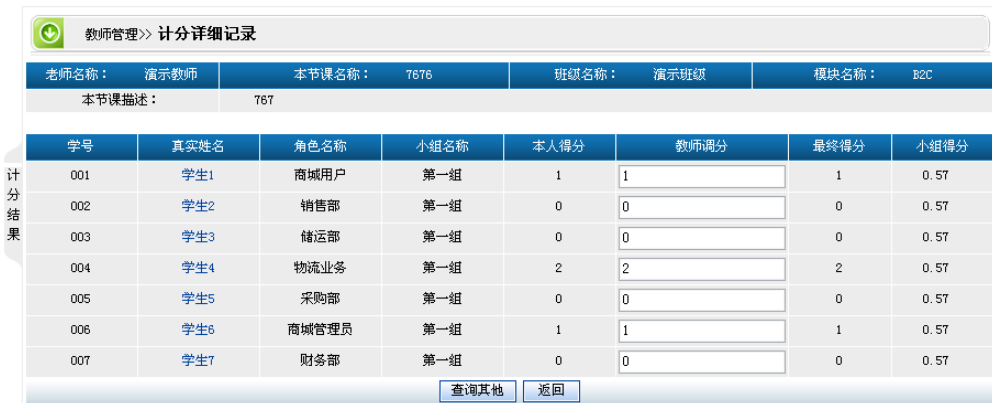 教师管理>> 计分详细记录
老师名称： 演示教师 本节课名称： 7676 班级名称： 演示班级 模块名称： B2C
本节课描述： 767
计分结果
学号 真实姓名 角色名称 小组名称 本人得分 教师调分 最终得分 小组得分
001 学生1 商城用户 第一组 1 1 1 0.57
002 学生2 销售部 第一组 0 0 0 0.57
003 学生3 储运部 第一组 0 0 0 0.57
004 学生4 物流业务 第一组 2 2 2 0.57
005 学生5 采购部 第一组 0 0 0 0.57
006 学生6 商城管理员 第一组 1 1 1 0.57
007 学生7 财务部 第一组 0 0 0 0.57
查询其他 返回